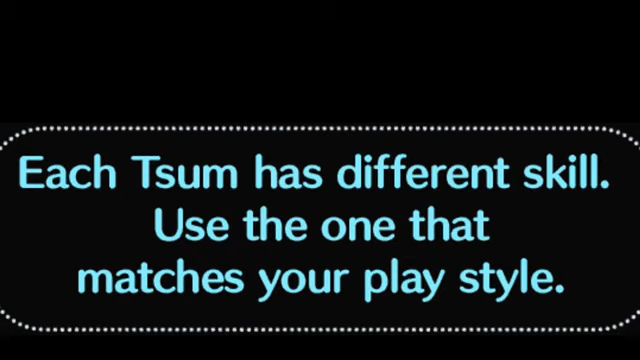 Each Tsum has different skill.
Use the one that
matches your play style.